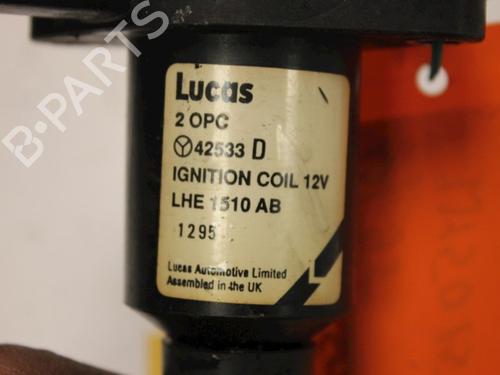 Lucas
2 OPC
42533 D
IGNITION COIL 12V
LHE 1510 AB
1295
Lucas Automotive Limited
Assembled in the UK
B-PARTS